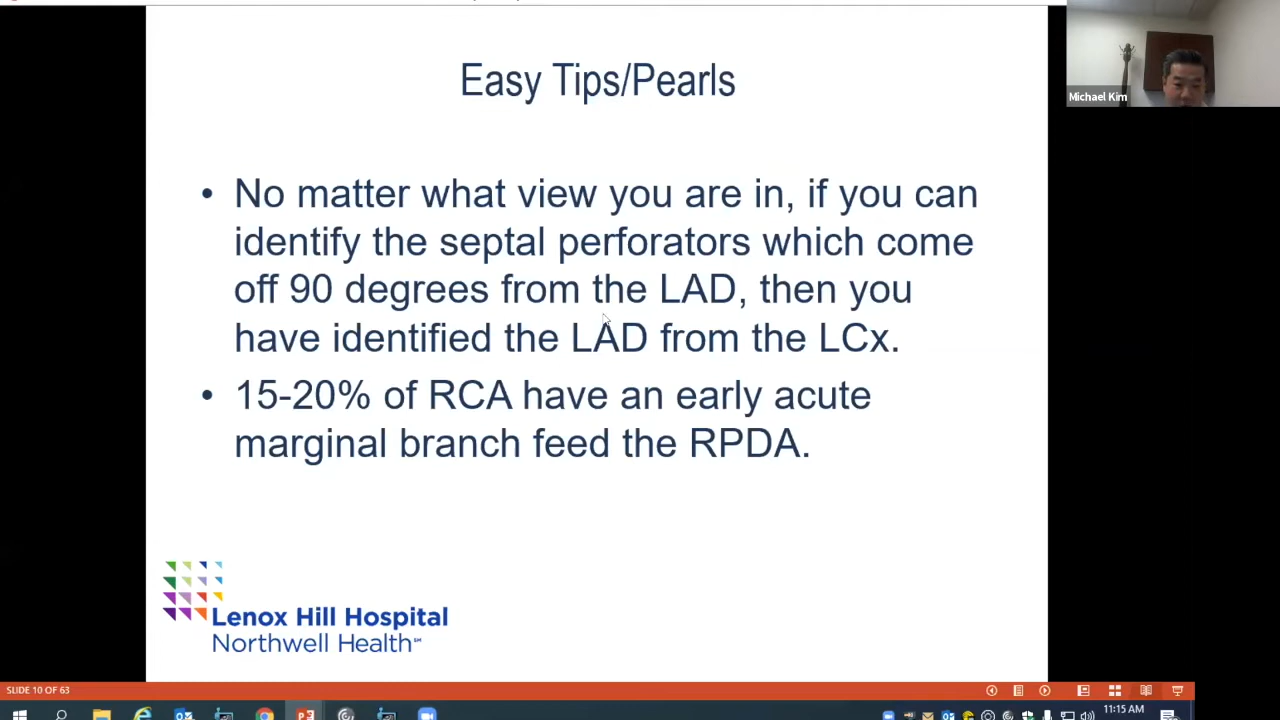 Easy Tips/Pearls
Michael Kim
• No matter what view you are in, if you can
identify the septal perforators which come
off 90 degrees from the LAD, then you
have identified the LAD from the LCx.
• 15-20% of RCA have an early acute
marginal branch feed the RPDA.
Lenox Hill Hospital
Northwell Health℠
SLIDE 10 OF 63
11:15 AM